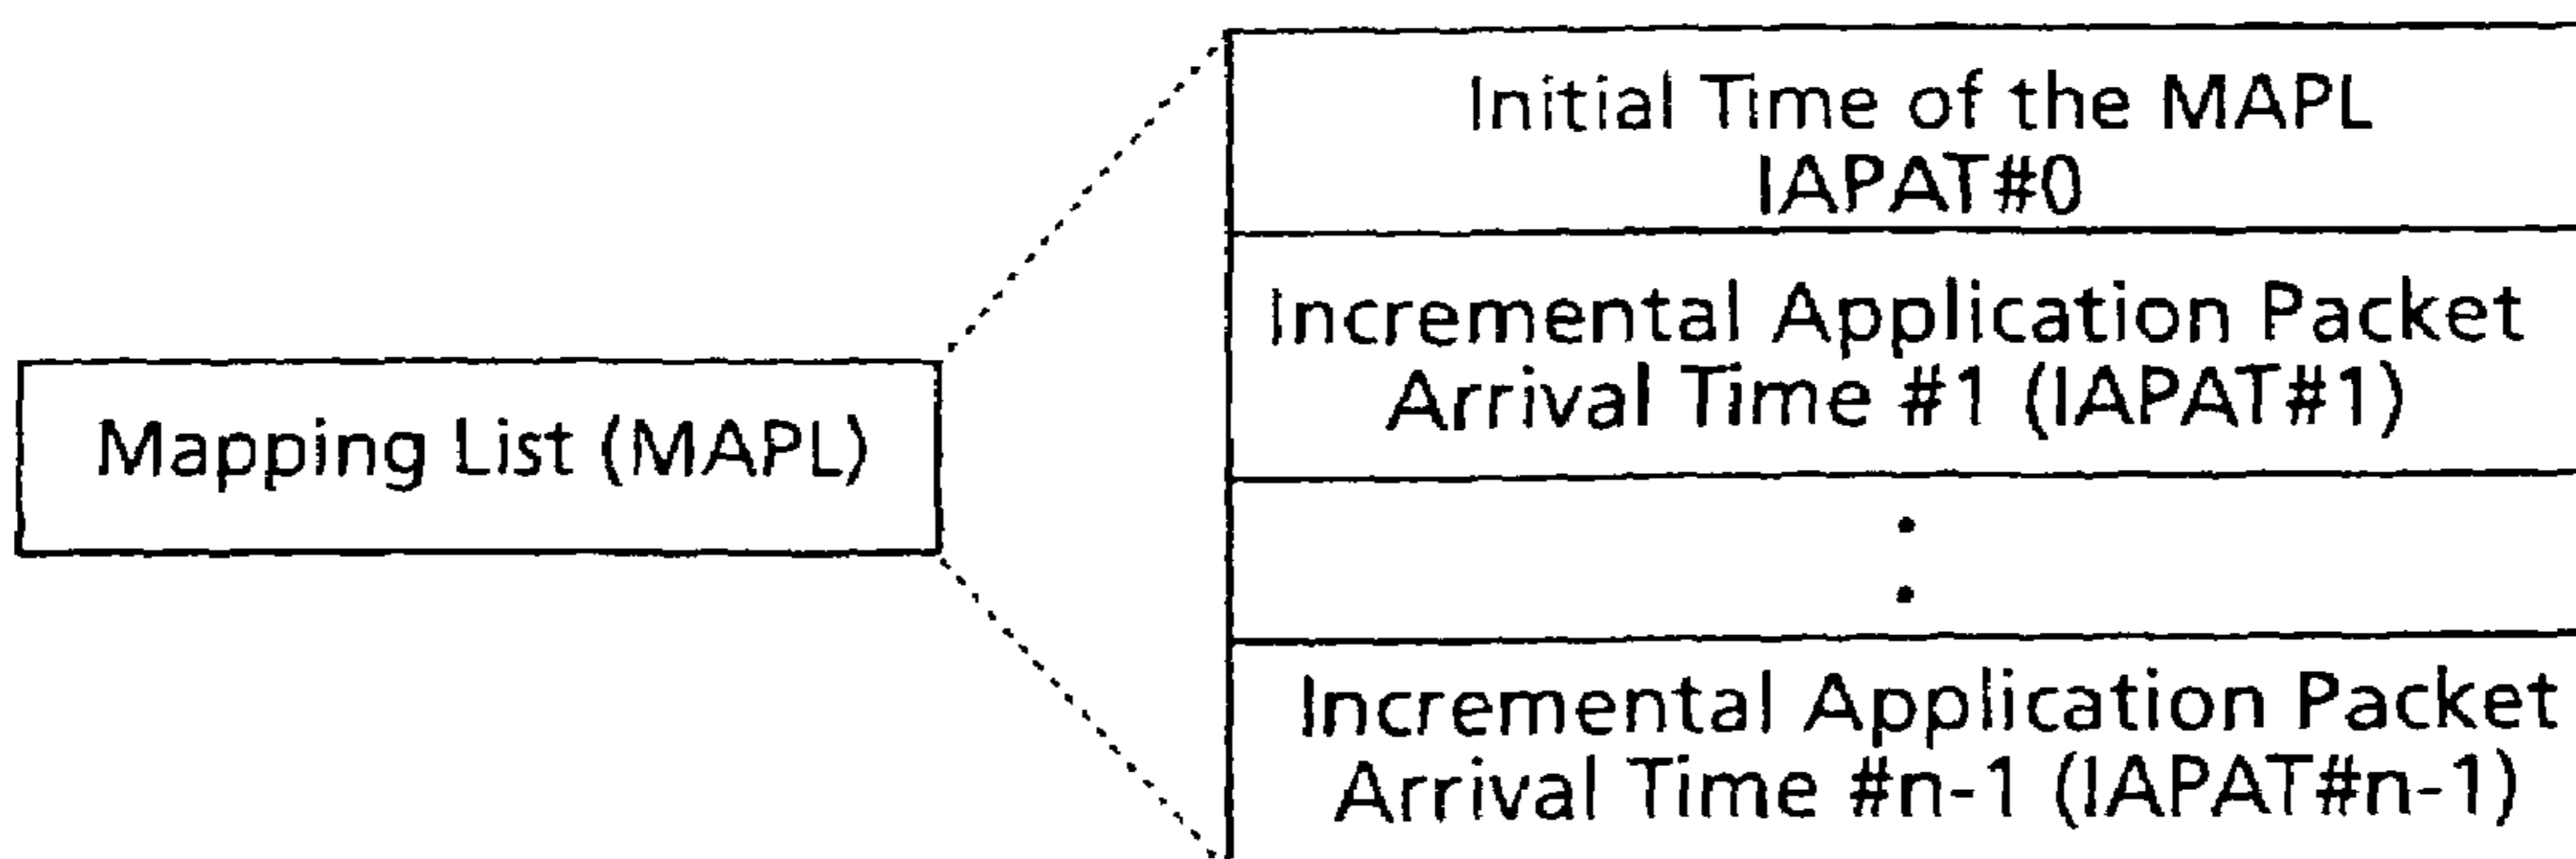 Mapping List (MAPL)
Initial Time of the MAPL
IAPAT#0
Incremental Application Packet
Arrival Time #1 (IAPAT#1)
Incremental Application Packet
Arrival Time #n-1 (IAPAT#n-1)